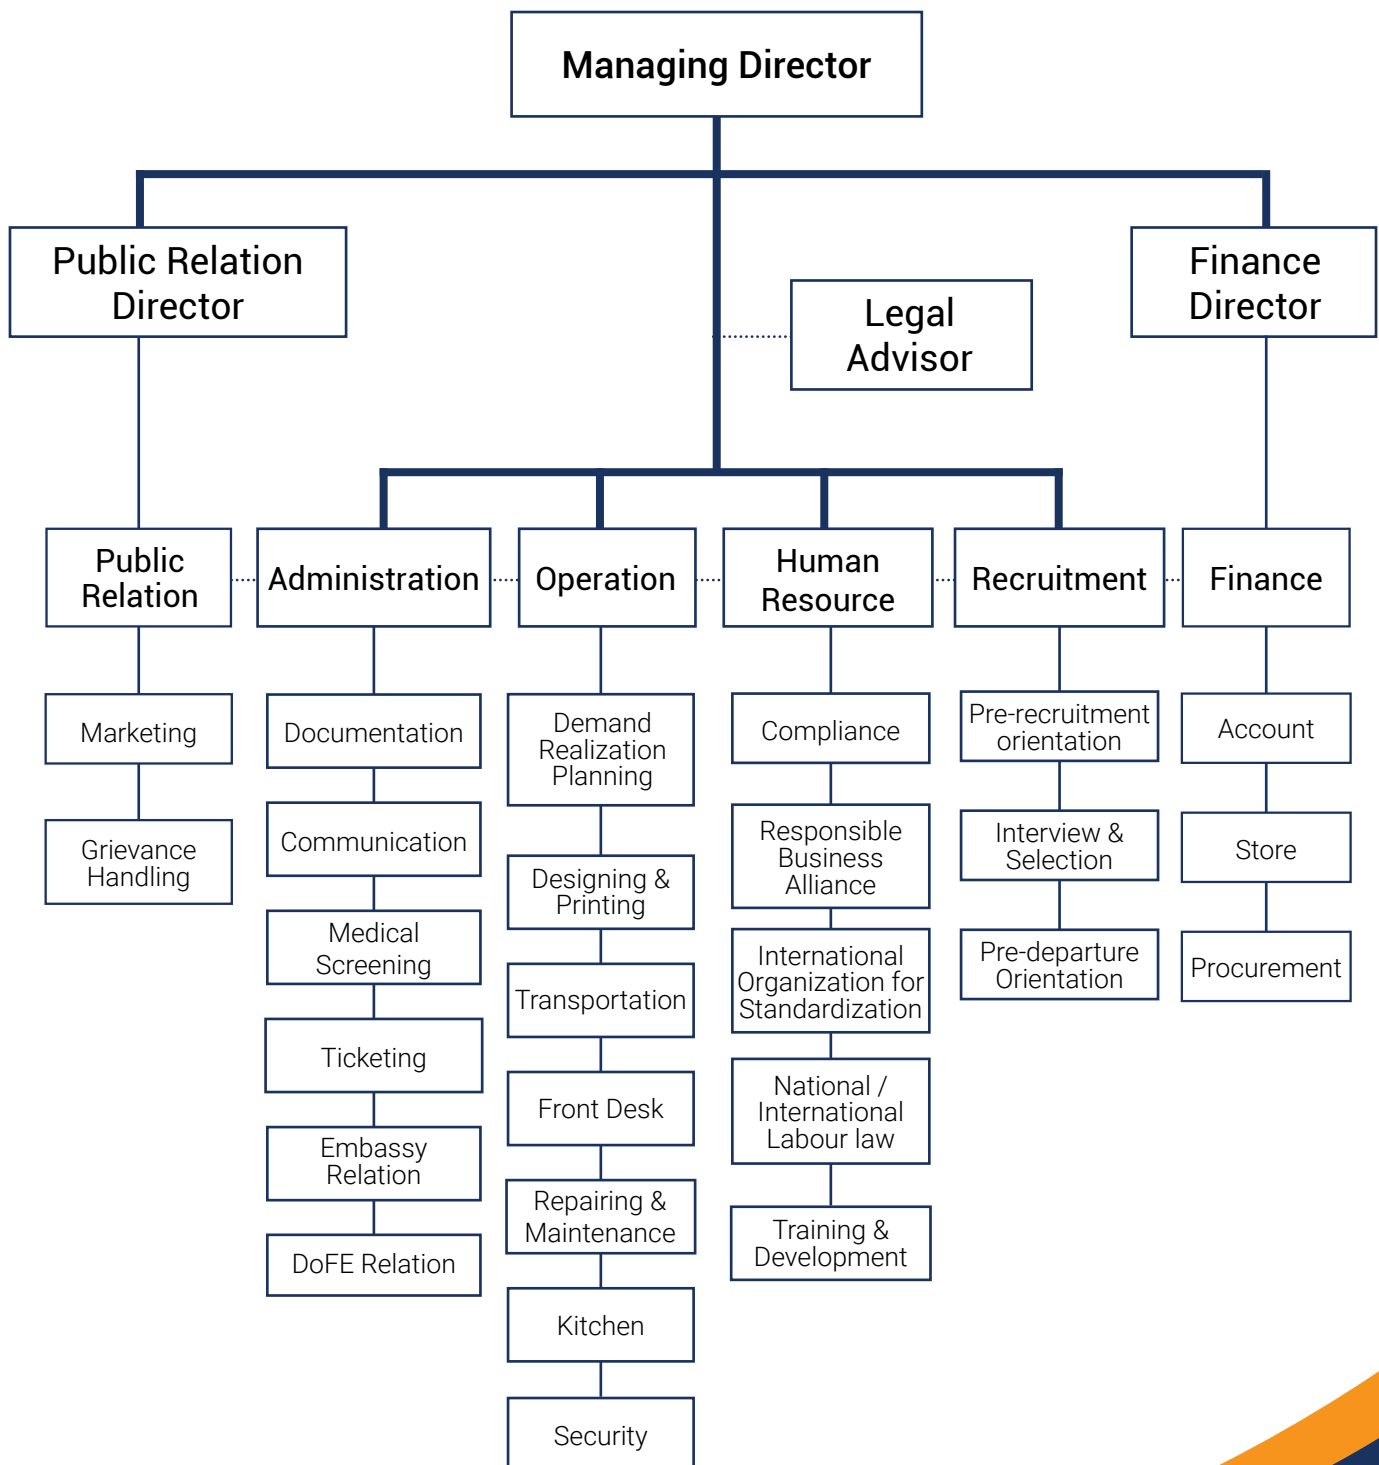 Managing Director
Public Relation
Director
Legal
Advisor
Finance
Director
Public
Relation
Administration
Operation
Human
Resource
Recruitment
Finance
Marketing
Grievance
Handling
Documentation
Communication
Medical
Screening
Ticketing
Embassy
Relation
DoFE Relation
Demand
Realization
Planning
Designing &
Printing
Transportation
Front Desk
Repairing &
Maintenance
Kitchen
Security
Compliance
Responsible
Business
Alliance
International
Organization for
Standardization
National /
International
Labour law
Training &
Development
Pre-recruitment
orientation
Interview &
Selection
Pre-departure
Orientation
Account
Store
Procurement